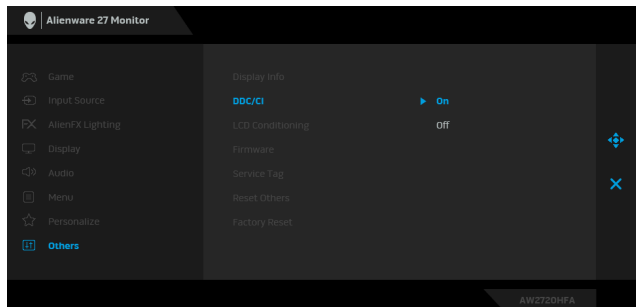 Alienware 27 Monitor
Game
Input Source
AlienFX Lighting
Display
Audio
Menu
Personalize
Others
Display Info
DDC/CI On
Off
LCD Conditioning
Firmware
Service Tag
Reset Others
Factory Reset
AW2720HFA